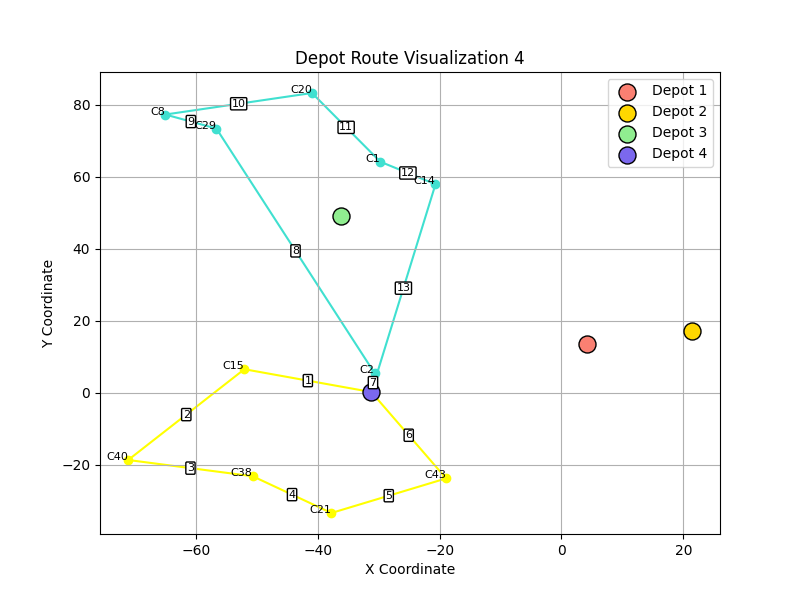 Depot Route Visualization 4
Depot 1
Depot 2
Depot 3
Depot 4
Y Coordinate
80
60
40
20
0
−20
C20
10
C8
9
C29
11
C1
12
C14
8
13
C2
7
C15
1
2
6
C40
3
C38
C43
4
5
C21
−60
−40
−20
0
20
X Coordinate